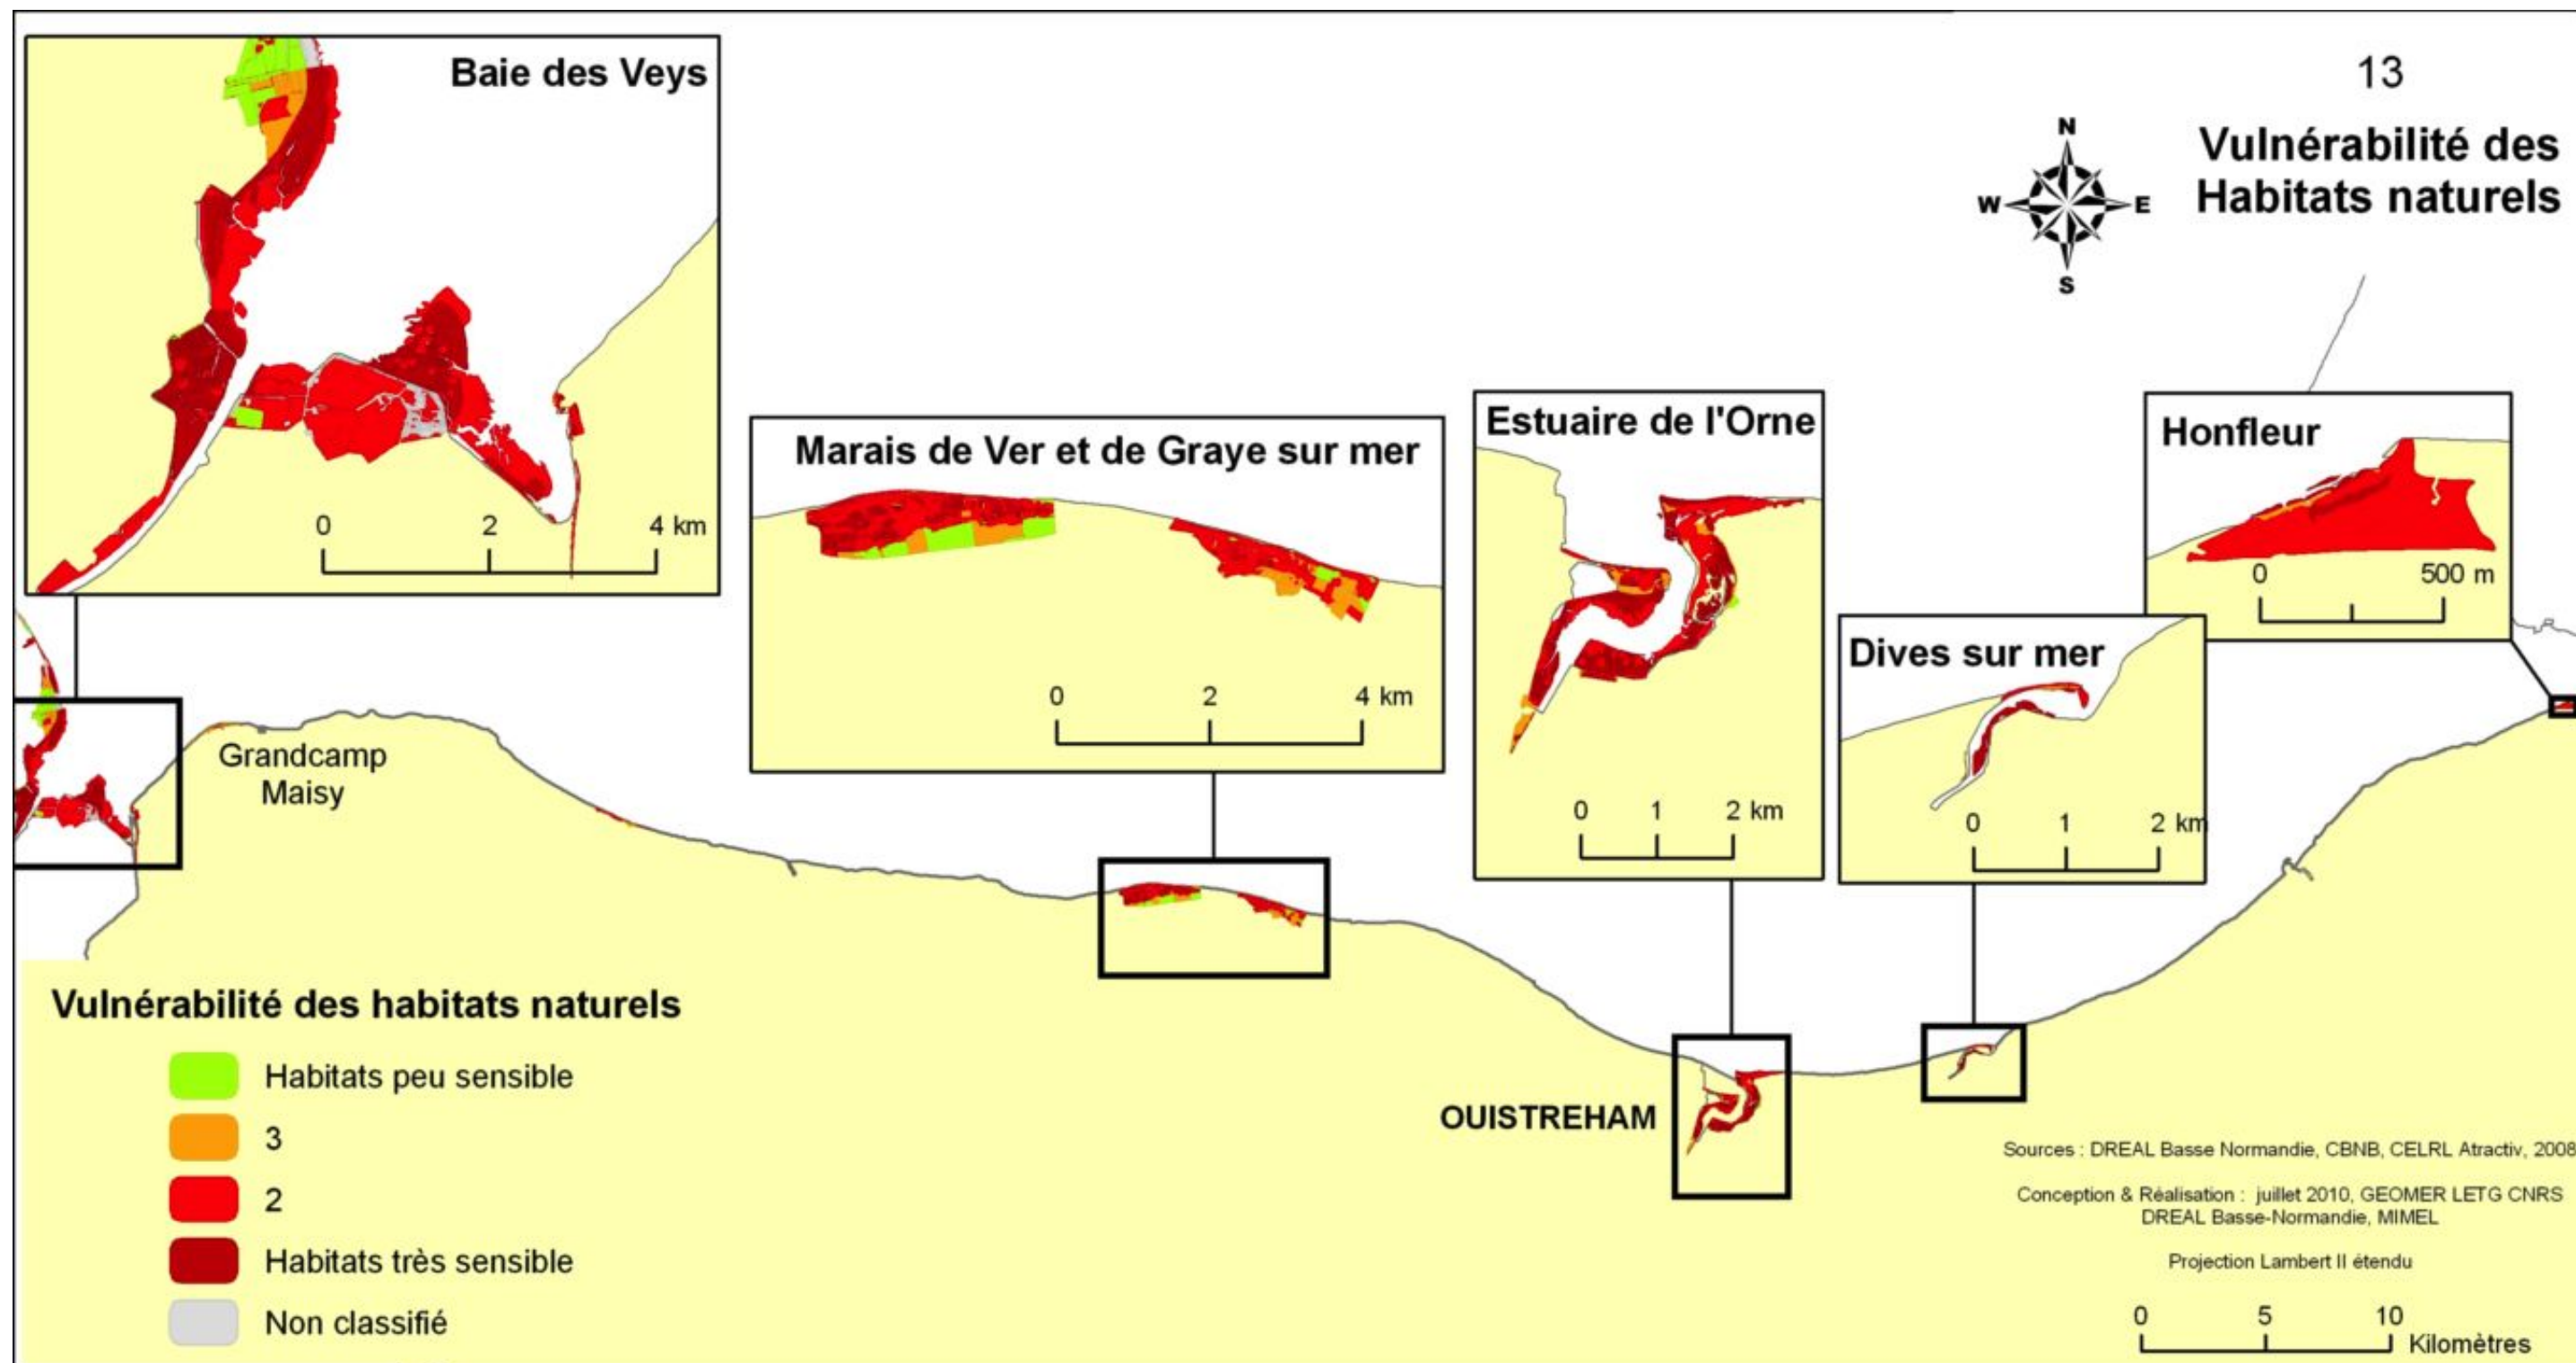 13
Vulnérabilité des
Habitats naturels
N
W
E
S
Baie des Veys
0 2 4 km
Marais de Ver et de Graye sur mer
0 2 4 km
Estuaire de l'Orne
0 1 2 km
Honfleur
0 500 m
Dives sur mer
0 1 2 km
Grandcamp
Maisy
OUISTREHAM
Vulnérabilité des habitats naturels
Habitats peu sensible
3
2
Habitats très sensible
Non classifié
Sources : DREAL Basse Normandie, CBNB, CELRL Atractiv, 2008
Conception & Réalisation : juillet 2010, GEOMER LETG CNRS
DREAL Basse-Normandie, MIMEL
Projection Lambert II étendu
0 5 10
Kilomètres